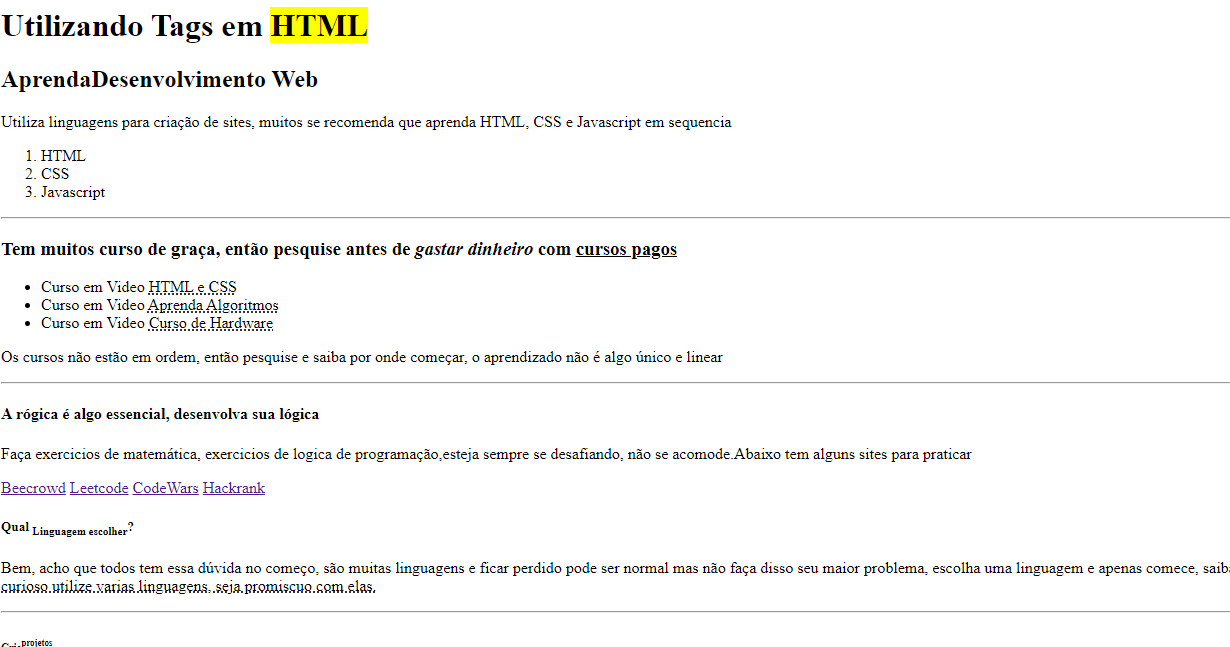 Utilizando Tags em HTML
AprendaDesenvolvimento Web
Utiliza linguagens para criação de sites, muitos se recomenda que aprenda HTML, CSS e Javascript em sequencia
1. HTML
2. CSS
3. Javascript
Tem muitos curso de graça, então pesquise antes de gastar dinheiro com cursos pagos
• Curso em Video HTML e CSS
• Curso em Video Aprenda Algoritmos
• Curso em Video Curso de Hardware
Os cursos não estão em ordem, então pesquise e saiba por onde começar, o aprendizado não é algo único e linear
A rógica é algo essencial, desenvolva sua lógica
Faça exercicios de matemática, exercicios de logica de programação,esteja sempre se desafiando, não se acomode.Abaixo tem alguns sites para praticar
Beecrowd Leetcode CodeWars Hackrank
Qual Linguagem escolher?
Bem, acho que todos tem essa dúvida no começo, são muitas linguagens e ficar perdido pode ser normal mas não faça disso seu maior problema, escolha uma linguagem e apenas comece,
curioso utilize varias linguagens, seja promiscuo com elas.
projetos